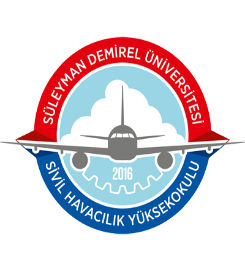 SÜLEYMAN DEMİREL ÜNİVERSİTESİ
2016
SİVİL HAVACILIK YÜKSEKOKULU